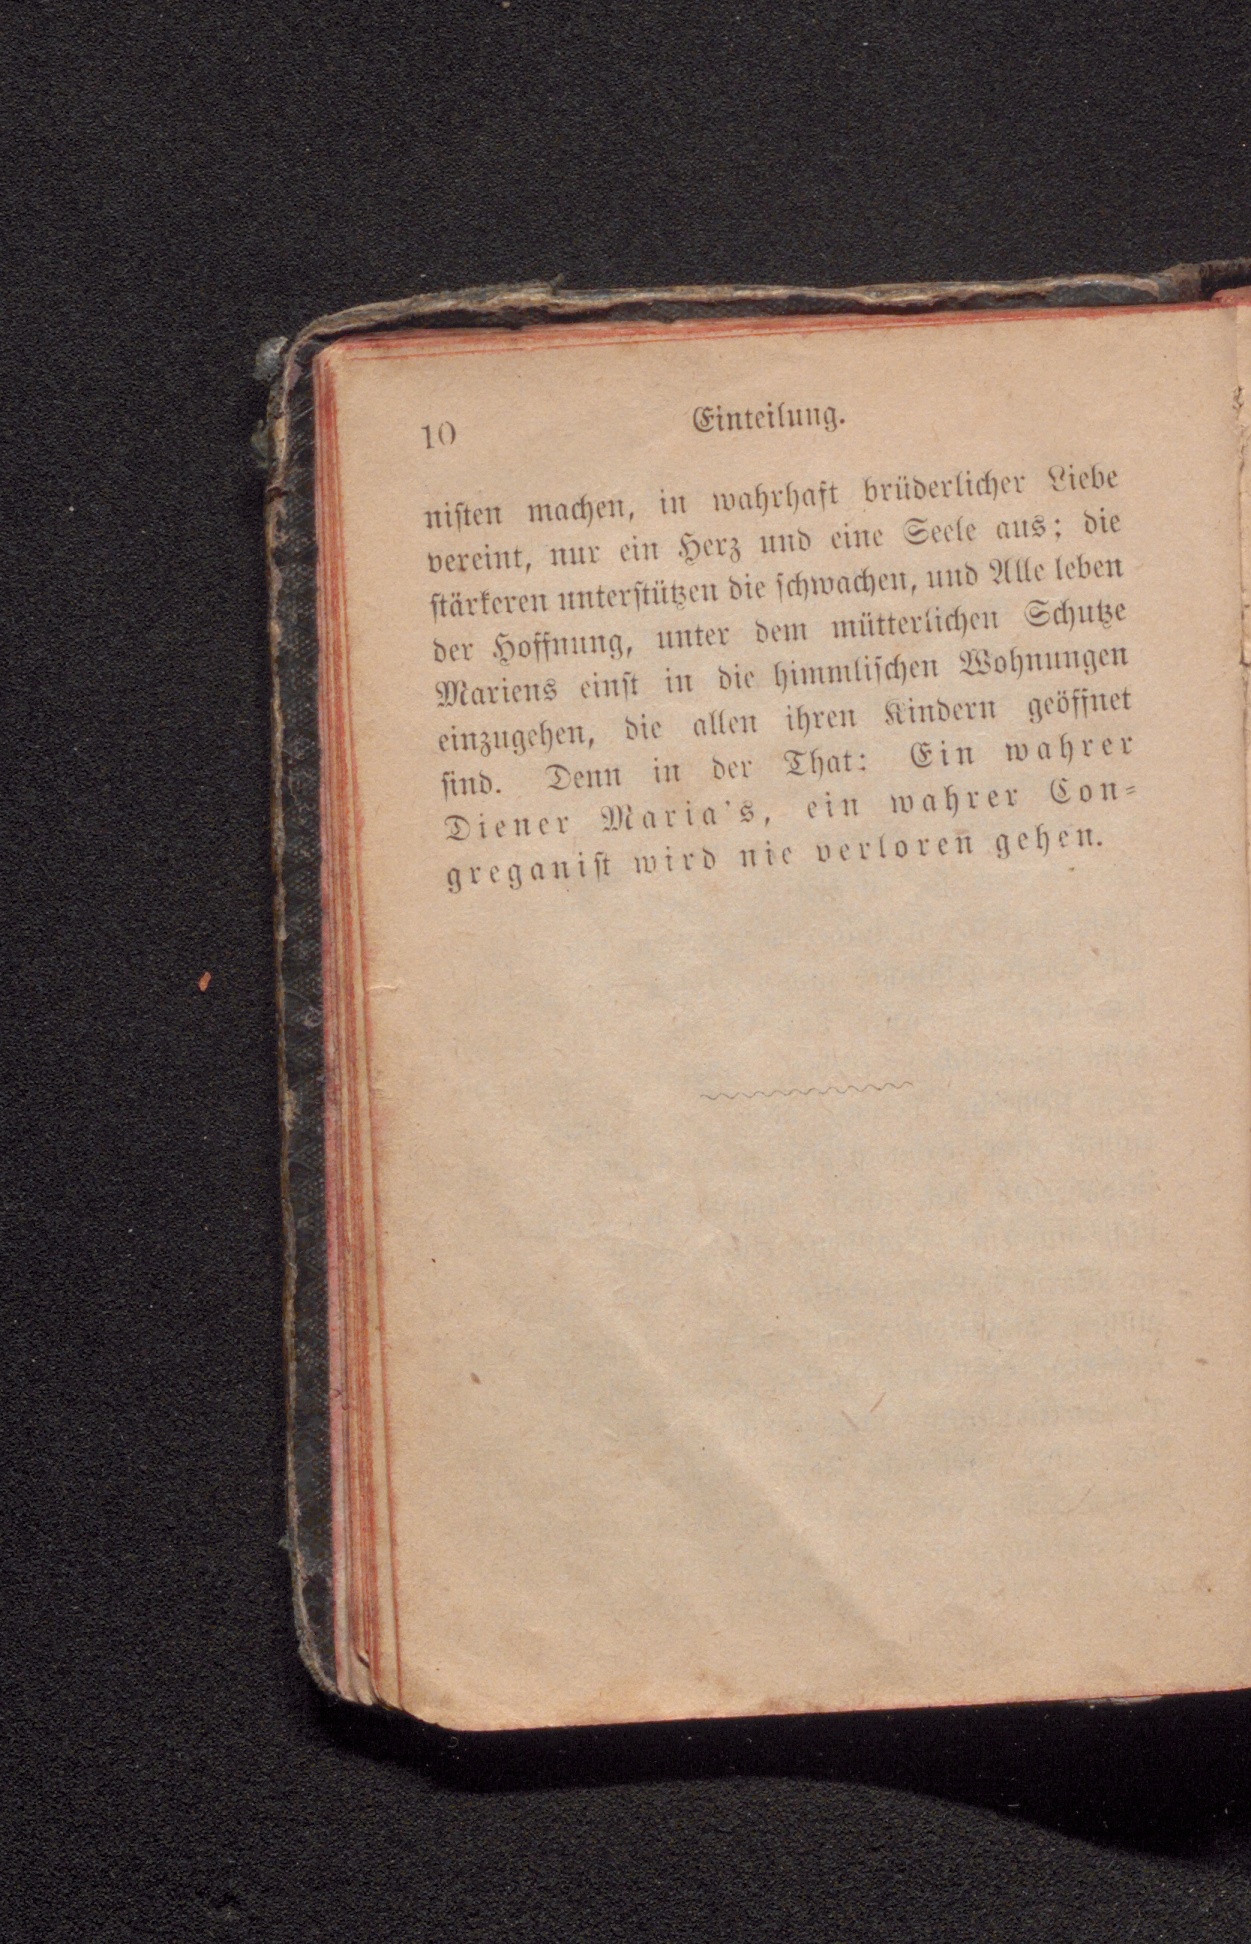 10 Einteilung.
niſten machen, in wahrhaft brüderlicher Liebe
vereint, nur ein Herz und eine Seele aus; die
ſtärkeren unterſtützen die ſchwachen, und Alle leben
der Hoffnung, unter dem mütterlichen Schutze
Mariens einſt in die himmliſchen Wohnungen
einzugehen, die allen ihren Kindern geöffnet
ſind. Denn in der That: Ein wahrer
Diener Maria's, ein wahrer Con-
greganiſt wird nie verloren gehen.